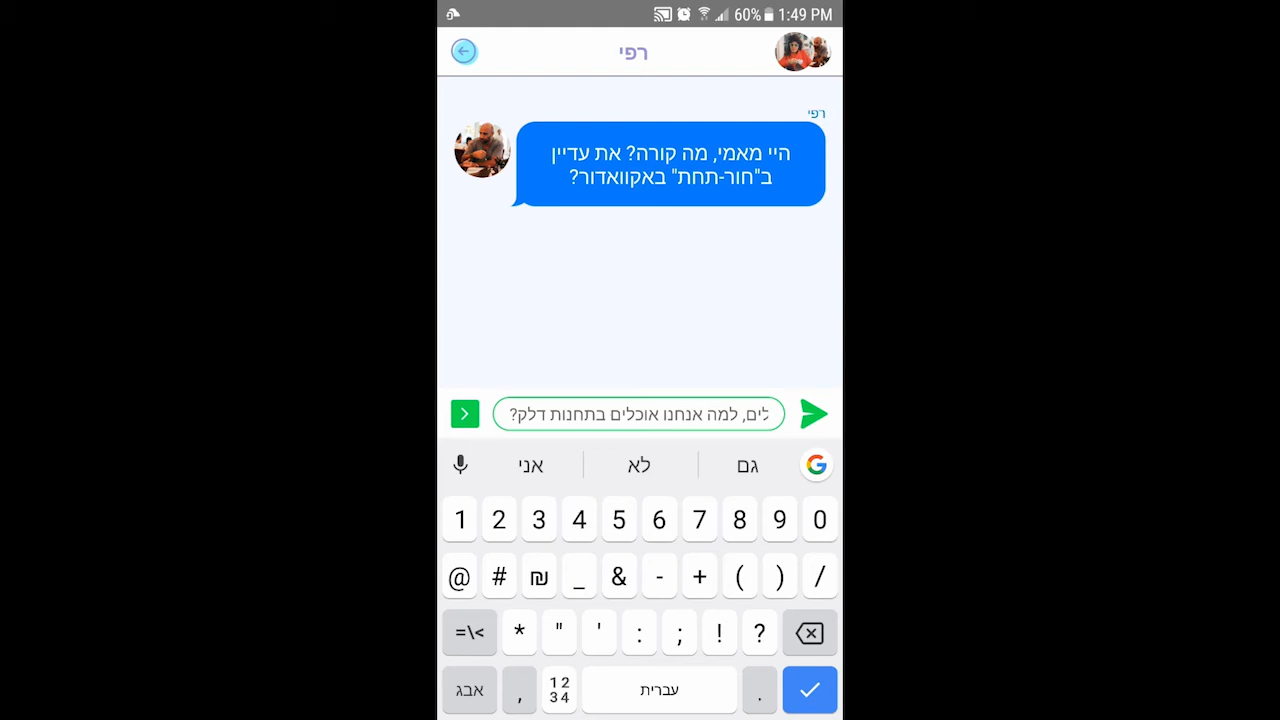 60% 1:49 PM
רפי
רפי
היי מאמי, מה קורה? את עדיין
ב"חור-תחת" באקוואדור?
לים, למה אנחנו אוכלים בתחנות דלק?
אני לא גם
1 2 3 4 5 6 7 8 9 0
@ # ₪ _ & - + ( ) /
=\< * " ' : ; ! ?
אבג , 12 34 עברית .